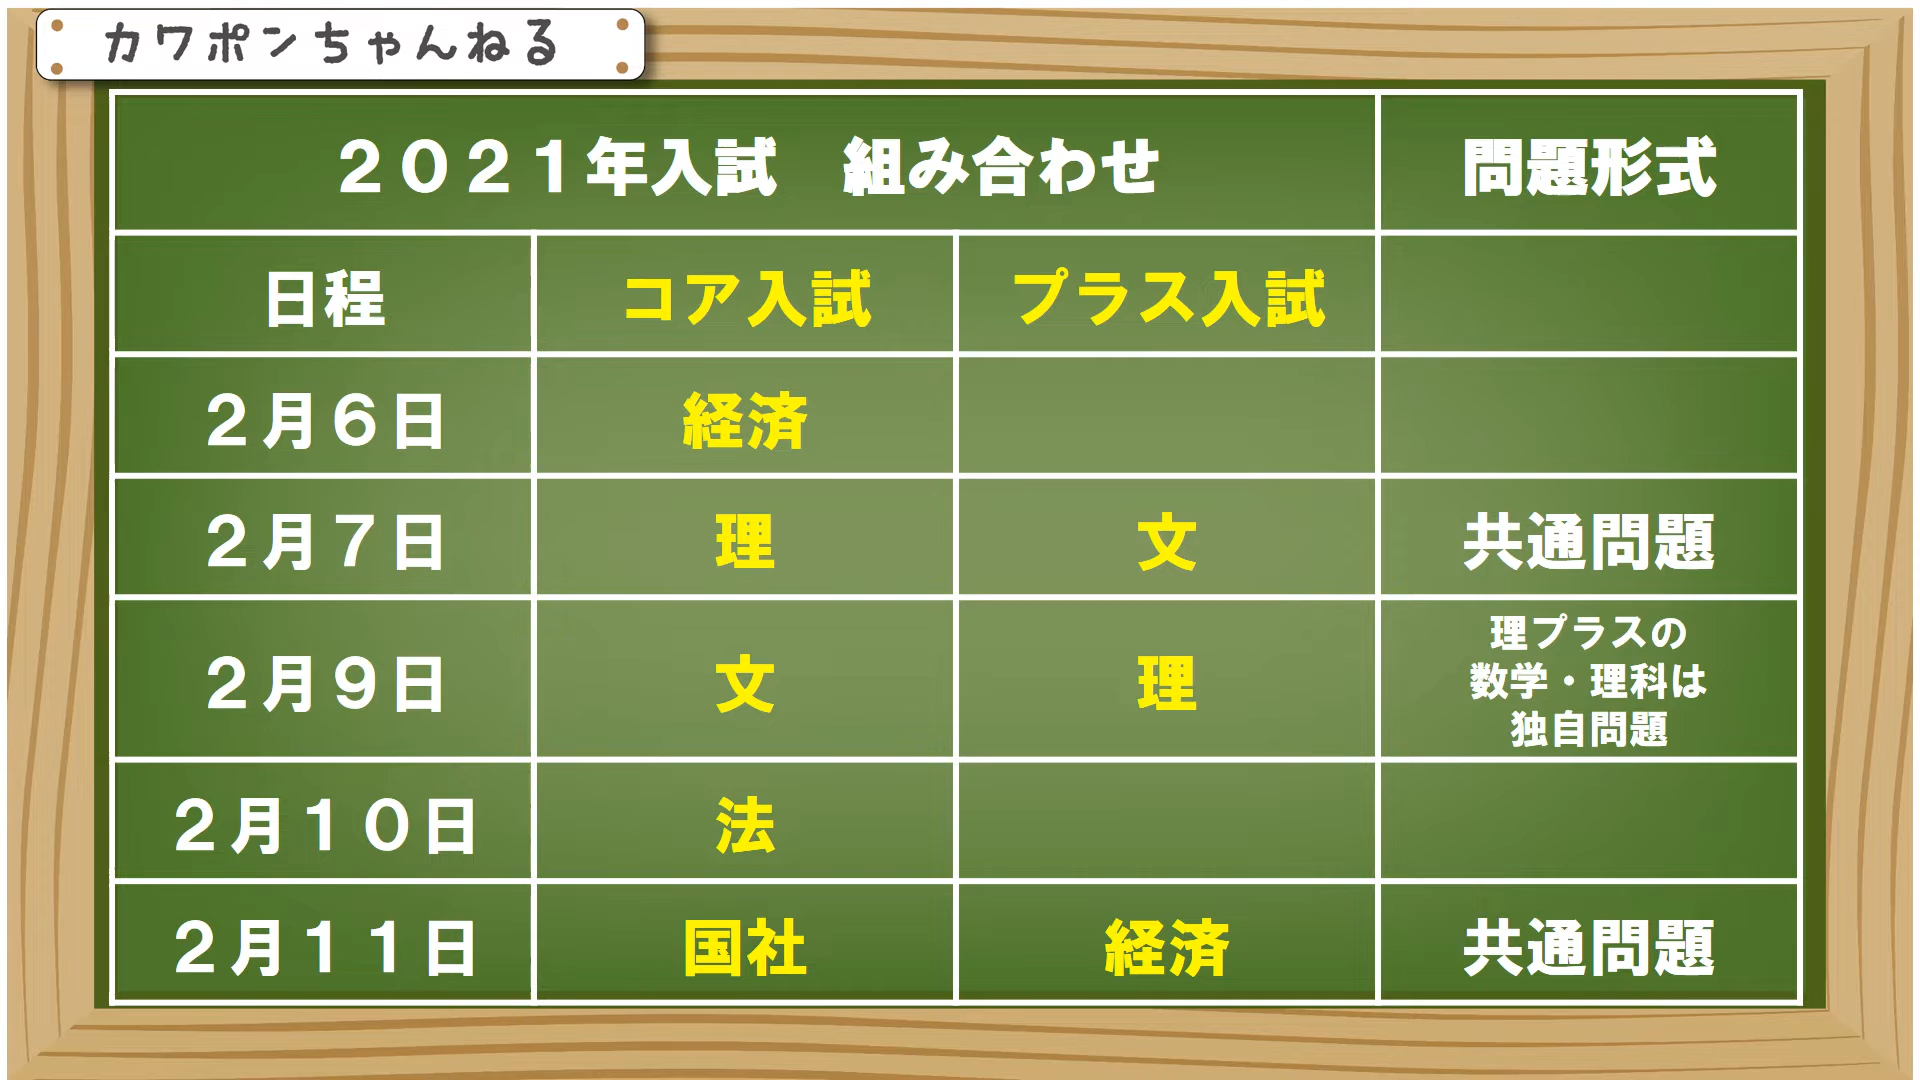 カワポンちゃんねる
２０２１年入試　組み合わせ 問題形式
日程 コア入試 プラス入試
２月６日 経済
２月７日 理 文 共通問題
２月９日 文 理 理プラスの
数学・理科は
独自問題
２月１０日 法
２月１１日 国社 経済 共通問題